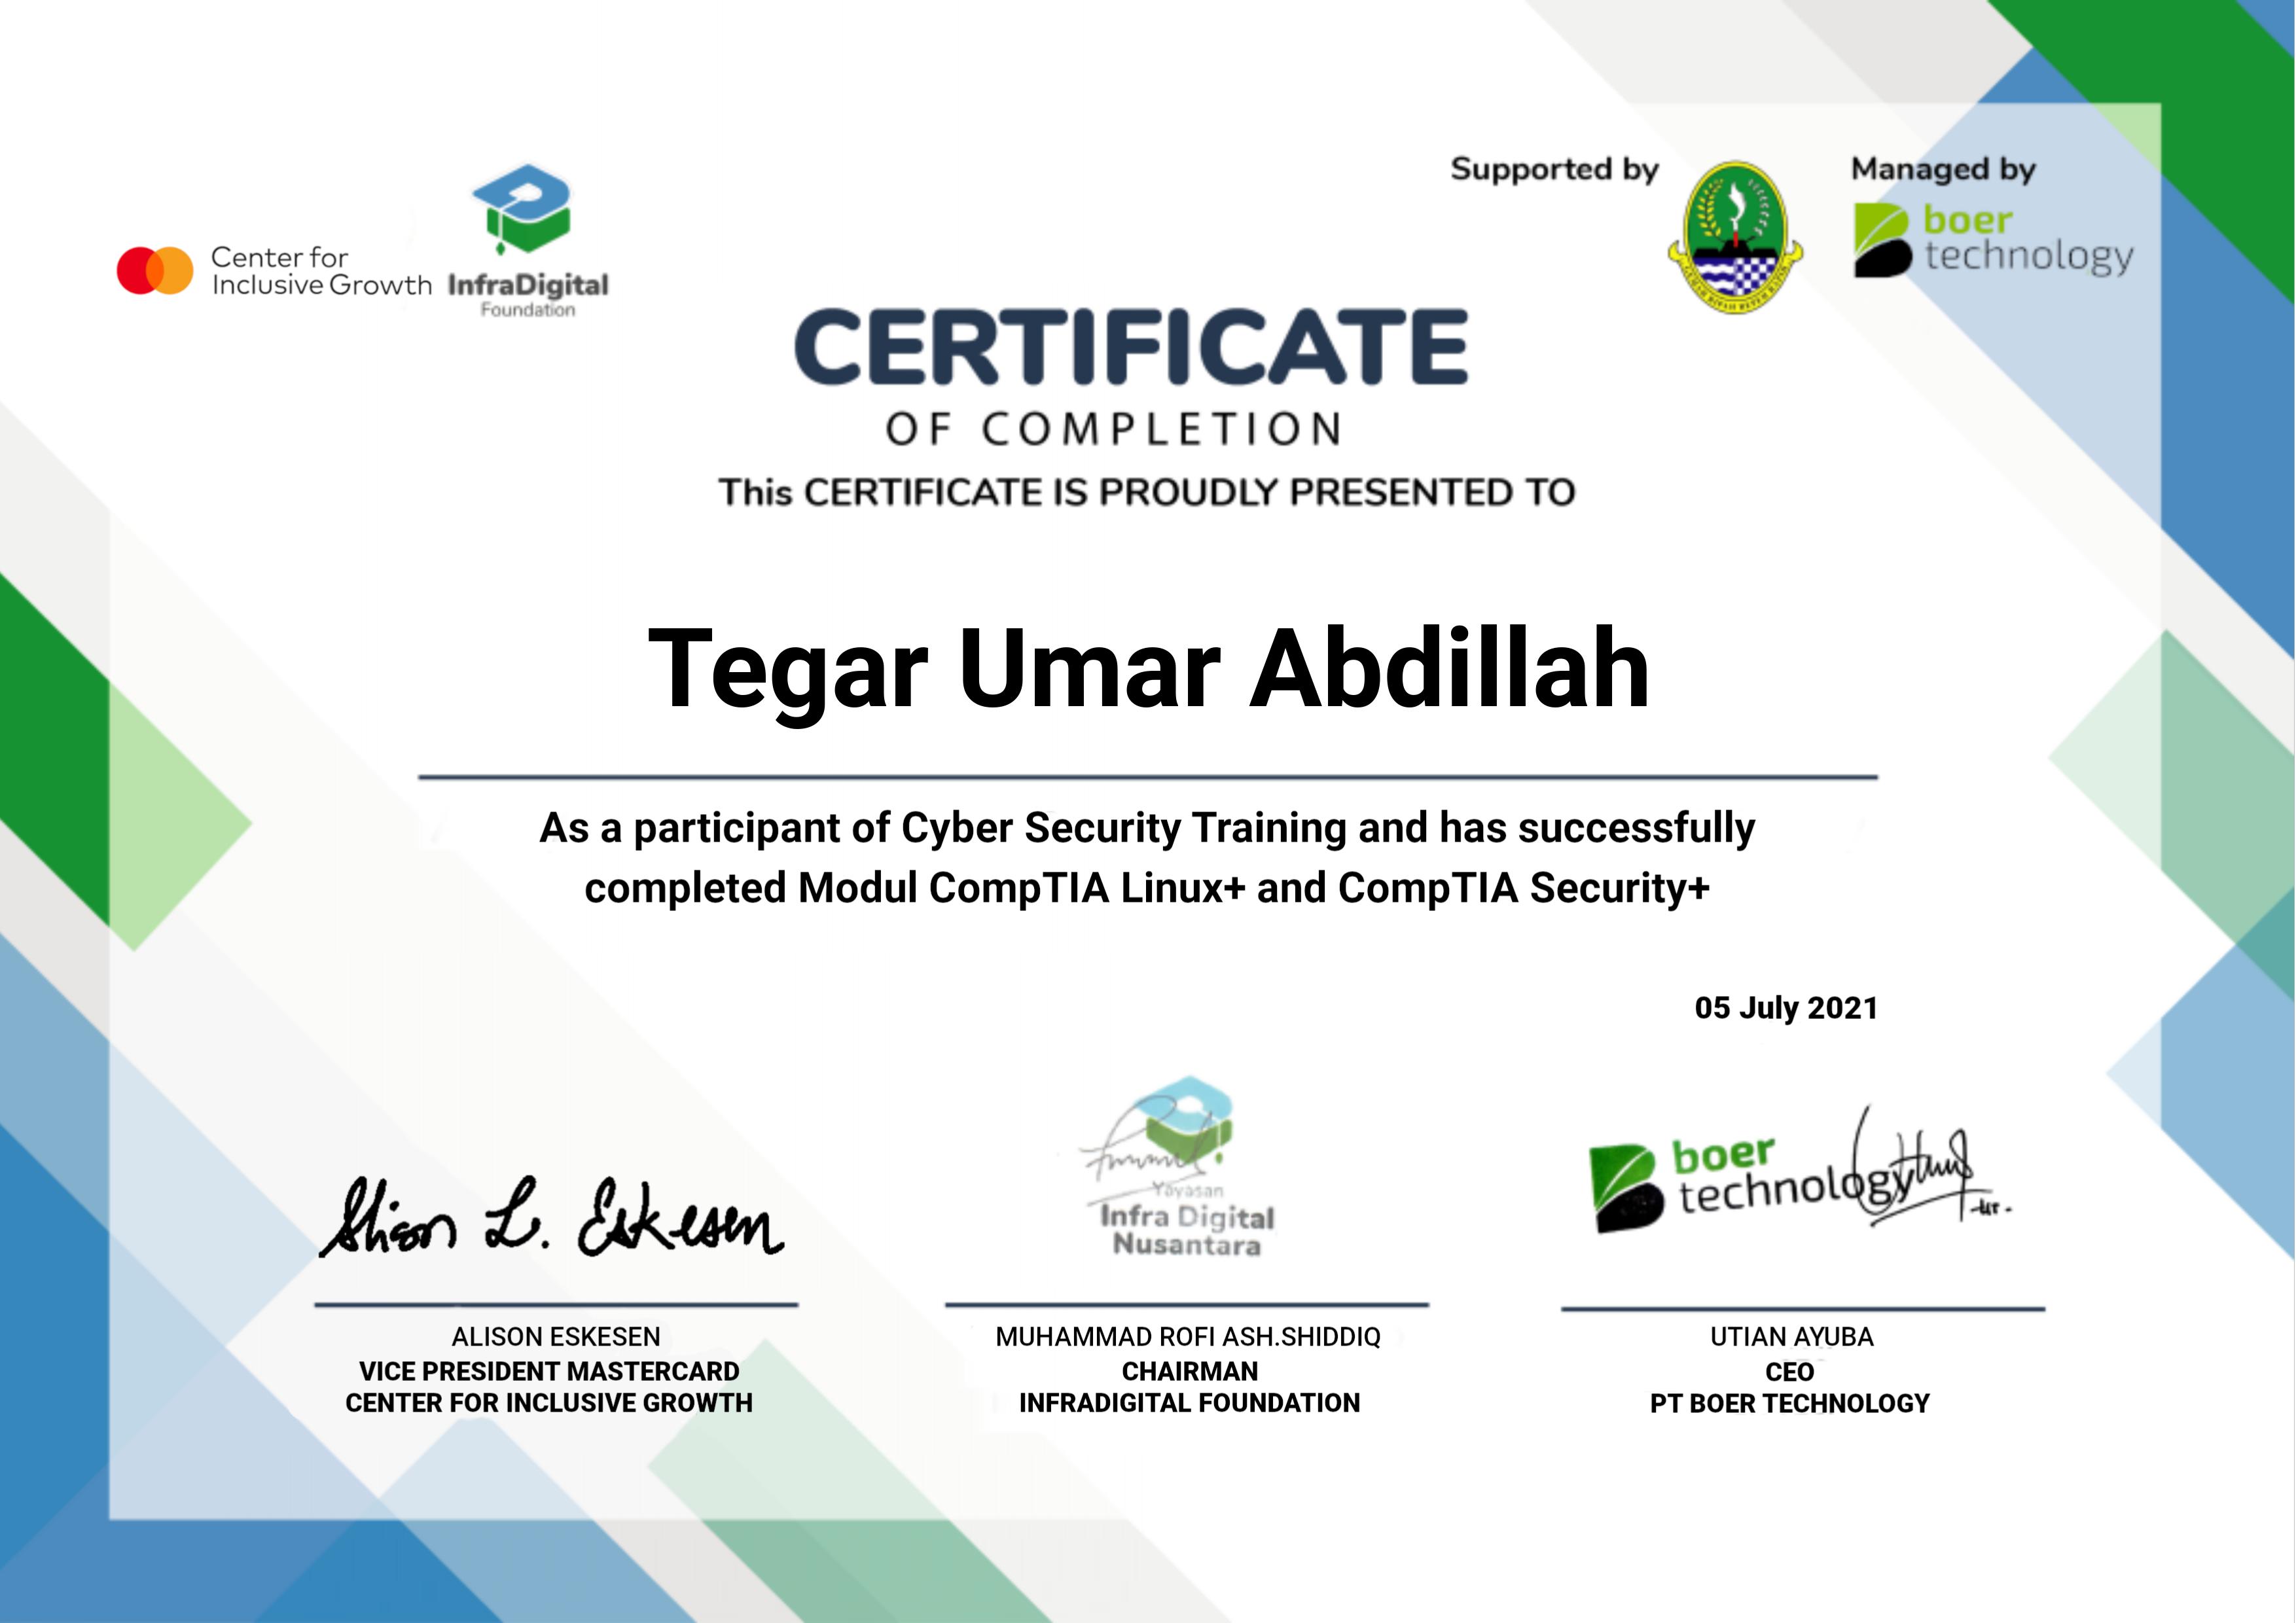 Supported by
Managed by
boer
technology
Center for
Inclusive Growth
InfraDigital
Foundation
CERTIFICATE
OF COMPLETION
This CERTIFICATE IS PROUDLY PRESENTED TO
Tegar Umar Abdillah
As a participant of Cyber Security Training and has successfully
completed Modul CompTIA Linux+ and CompTIA Security+
05 July 2021
Alison L. Eskesen
Yayasan
Infra Digital
Nusantara
boer
technology
ALISON ESKESEN
VICE PRESIDENT MASTERCARD
CENTER FOR INCLUSIVE GROWTH
MUHAMMAD ROFI ASH.SHIDDIQ
CHAIRMAN
INFRADIGITAL FOUNDATION
UTIAN AYUBA
CEO
PT BOER TECHNOLOGY